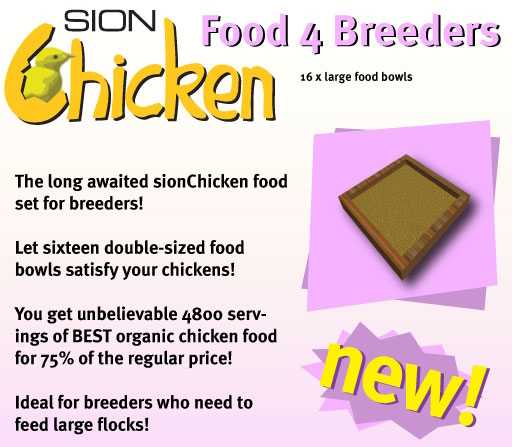 SION
Chicken
Food 4 Breeders
16 x large food bowls
The long awaited sionChicken food
set for breeders!
Let sixteen double-sized food
bowls satisfy your chickens!
You get unbelievable 4800 serv-
ings of BEST organic chicken food
for 75% of the regular price!
Ideal for breeders who need to
feed large flocks!
new!